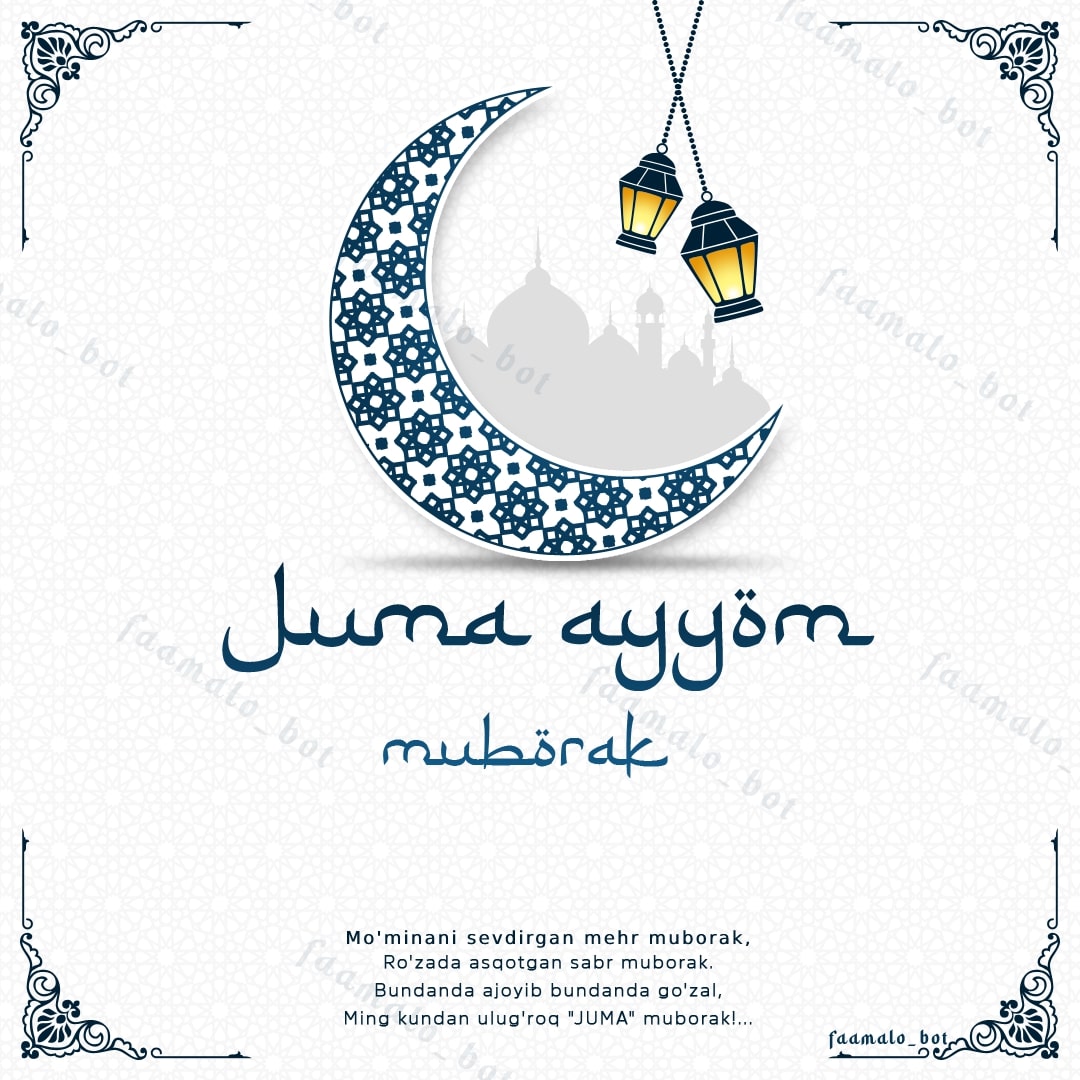 Juma ayyöm
mubörak
Mo'minani sevdirgan mehr muborak,
Ro'zada asqotgan sabr muborak.
Bundanda ajoyib bundanda go'zal,
Ming kundan ulug'roq "JUMA" muborak!...
faamalo_bot